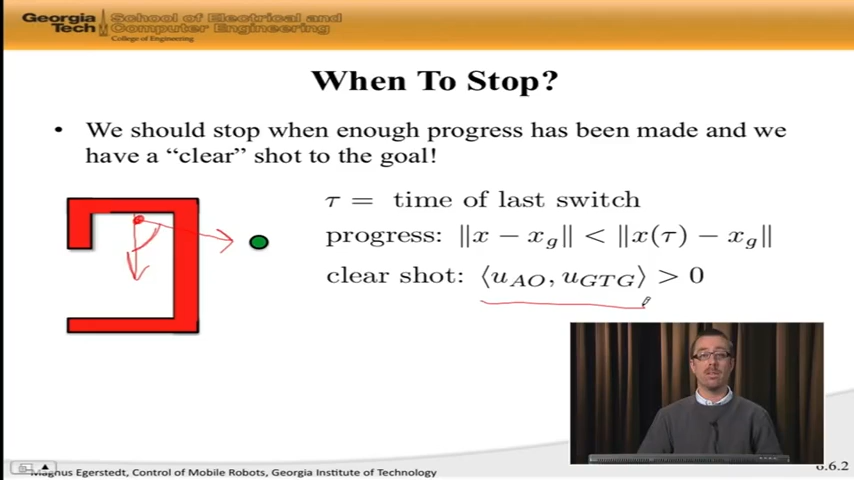 Georgia Tech
School of Electrical and Computer Engineering
College of Engineering
When To Stop?
• We should stop when enough progress has been made and we
have a “clear” shot to the goal!
τ = time of last switch
progress: ‖x − x_g‖ < ‖x(τ) − x_g‖
clear shot: ⟨u_AO, u_GTG⟩ > 0
Magnus Egerstedt, Control of Mobile Robots, Georgia Institute of Technology
6.6.2